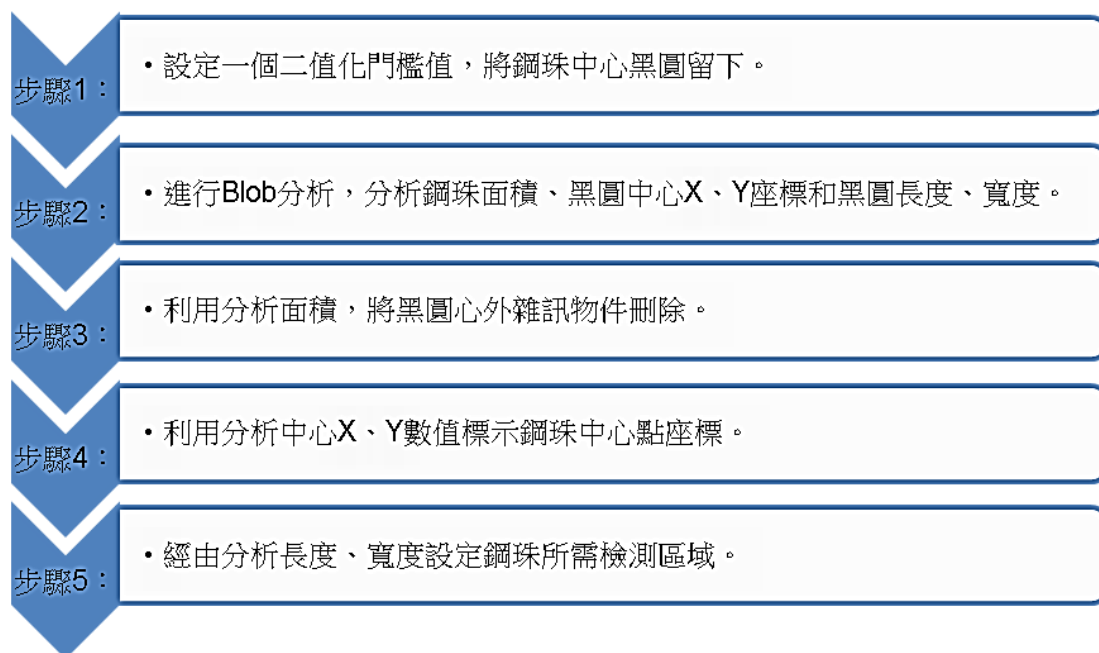 步驟1：
•設定一個二值化門檻值，將鋼珠中心黑圓留下。
步驟2：
•進行Blob分析，分析鋼珠面積、黑圓中心X、Y座標和黑圓長度、寬度。
步驟3：
•利用分析面積，將黑圓心外雜訊物件刪除。
步驟4：
•利用分析中心X、Y數值標示鋼珠中心點座標。
步驟5：
•經由分析長度、寬度設定鋼珠所需檢測區域。